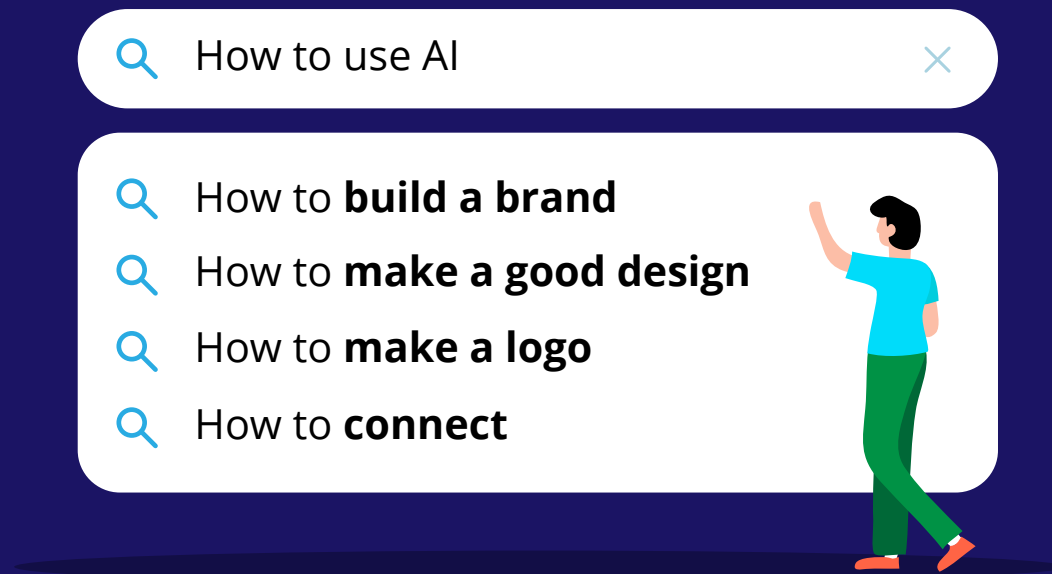 How to use AI
How to build a brand
How to make a good design
How to make a logo
How to connect